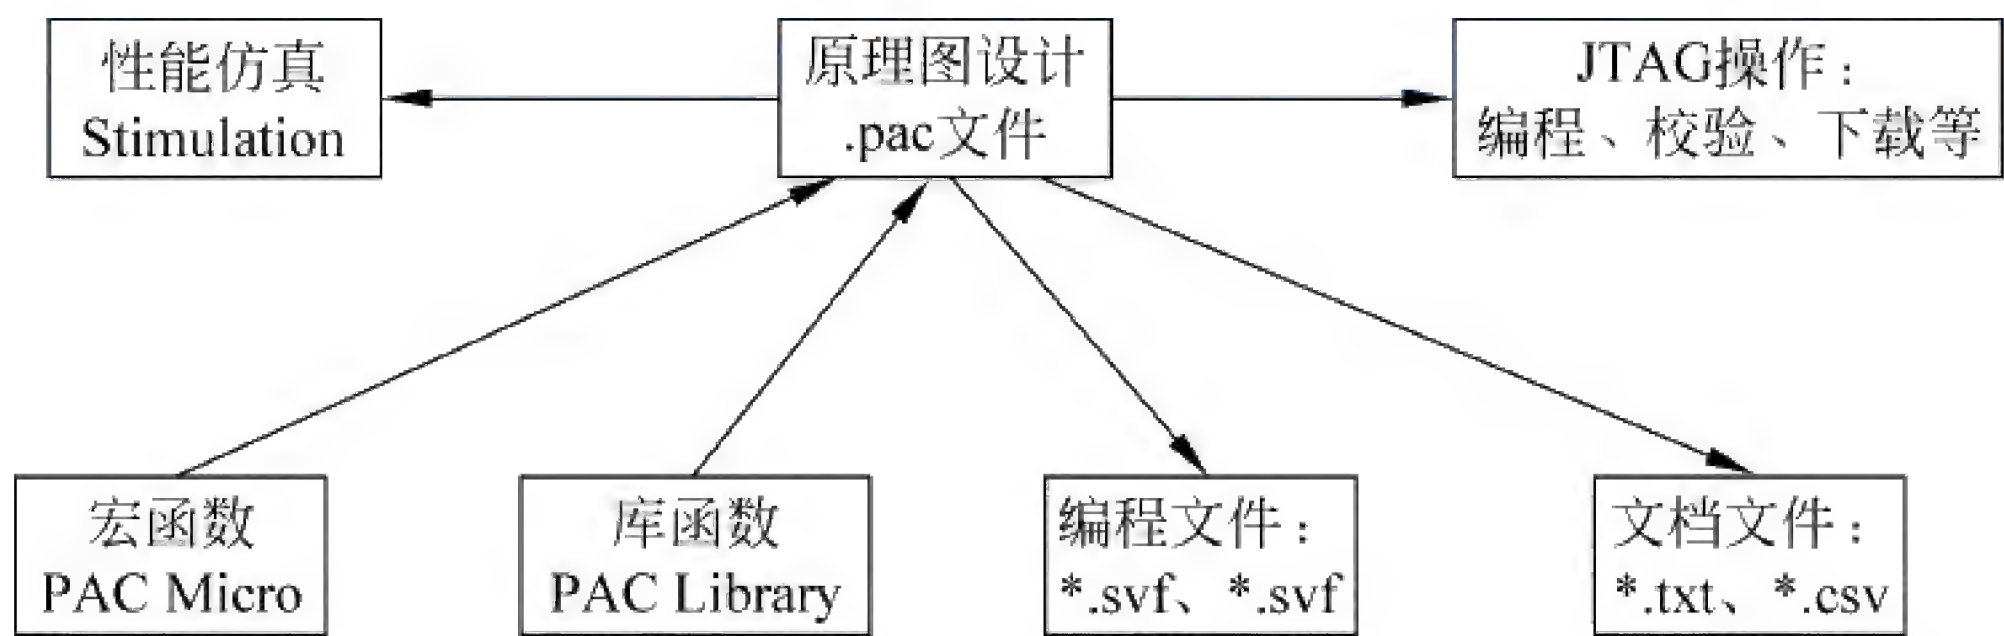 性能仿真
Stimulation
原理图设计
.pac文件
JTAG操作：
编程、校验、下载等
宏函数
PAC Micro
库函数
PAC Library
编程文件：
*.svf、*.svf
文档文件：
*.txt、*.csv